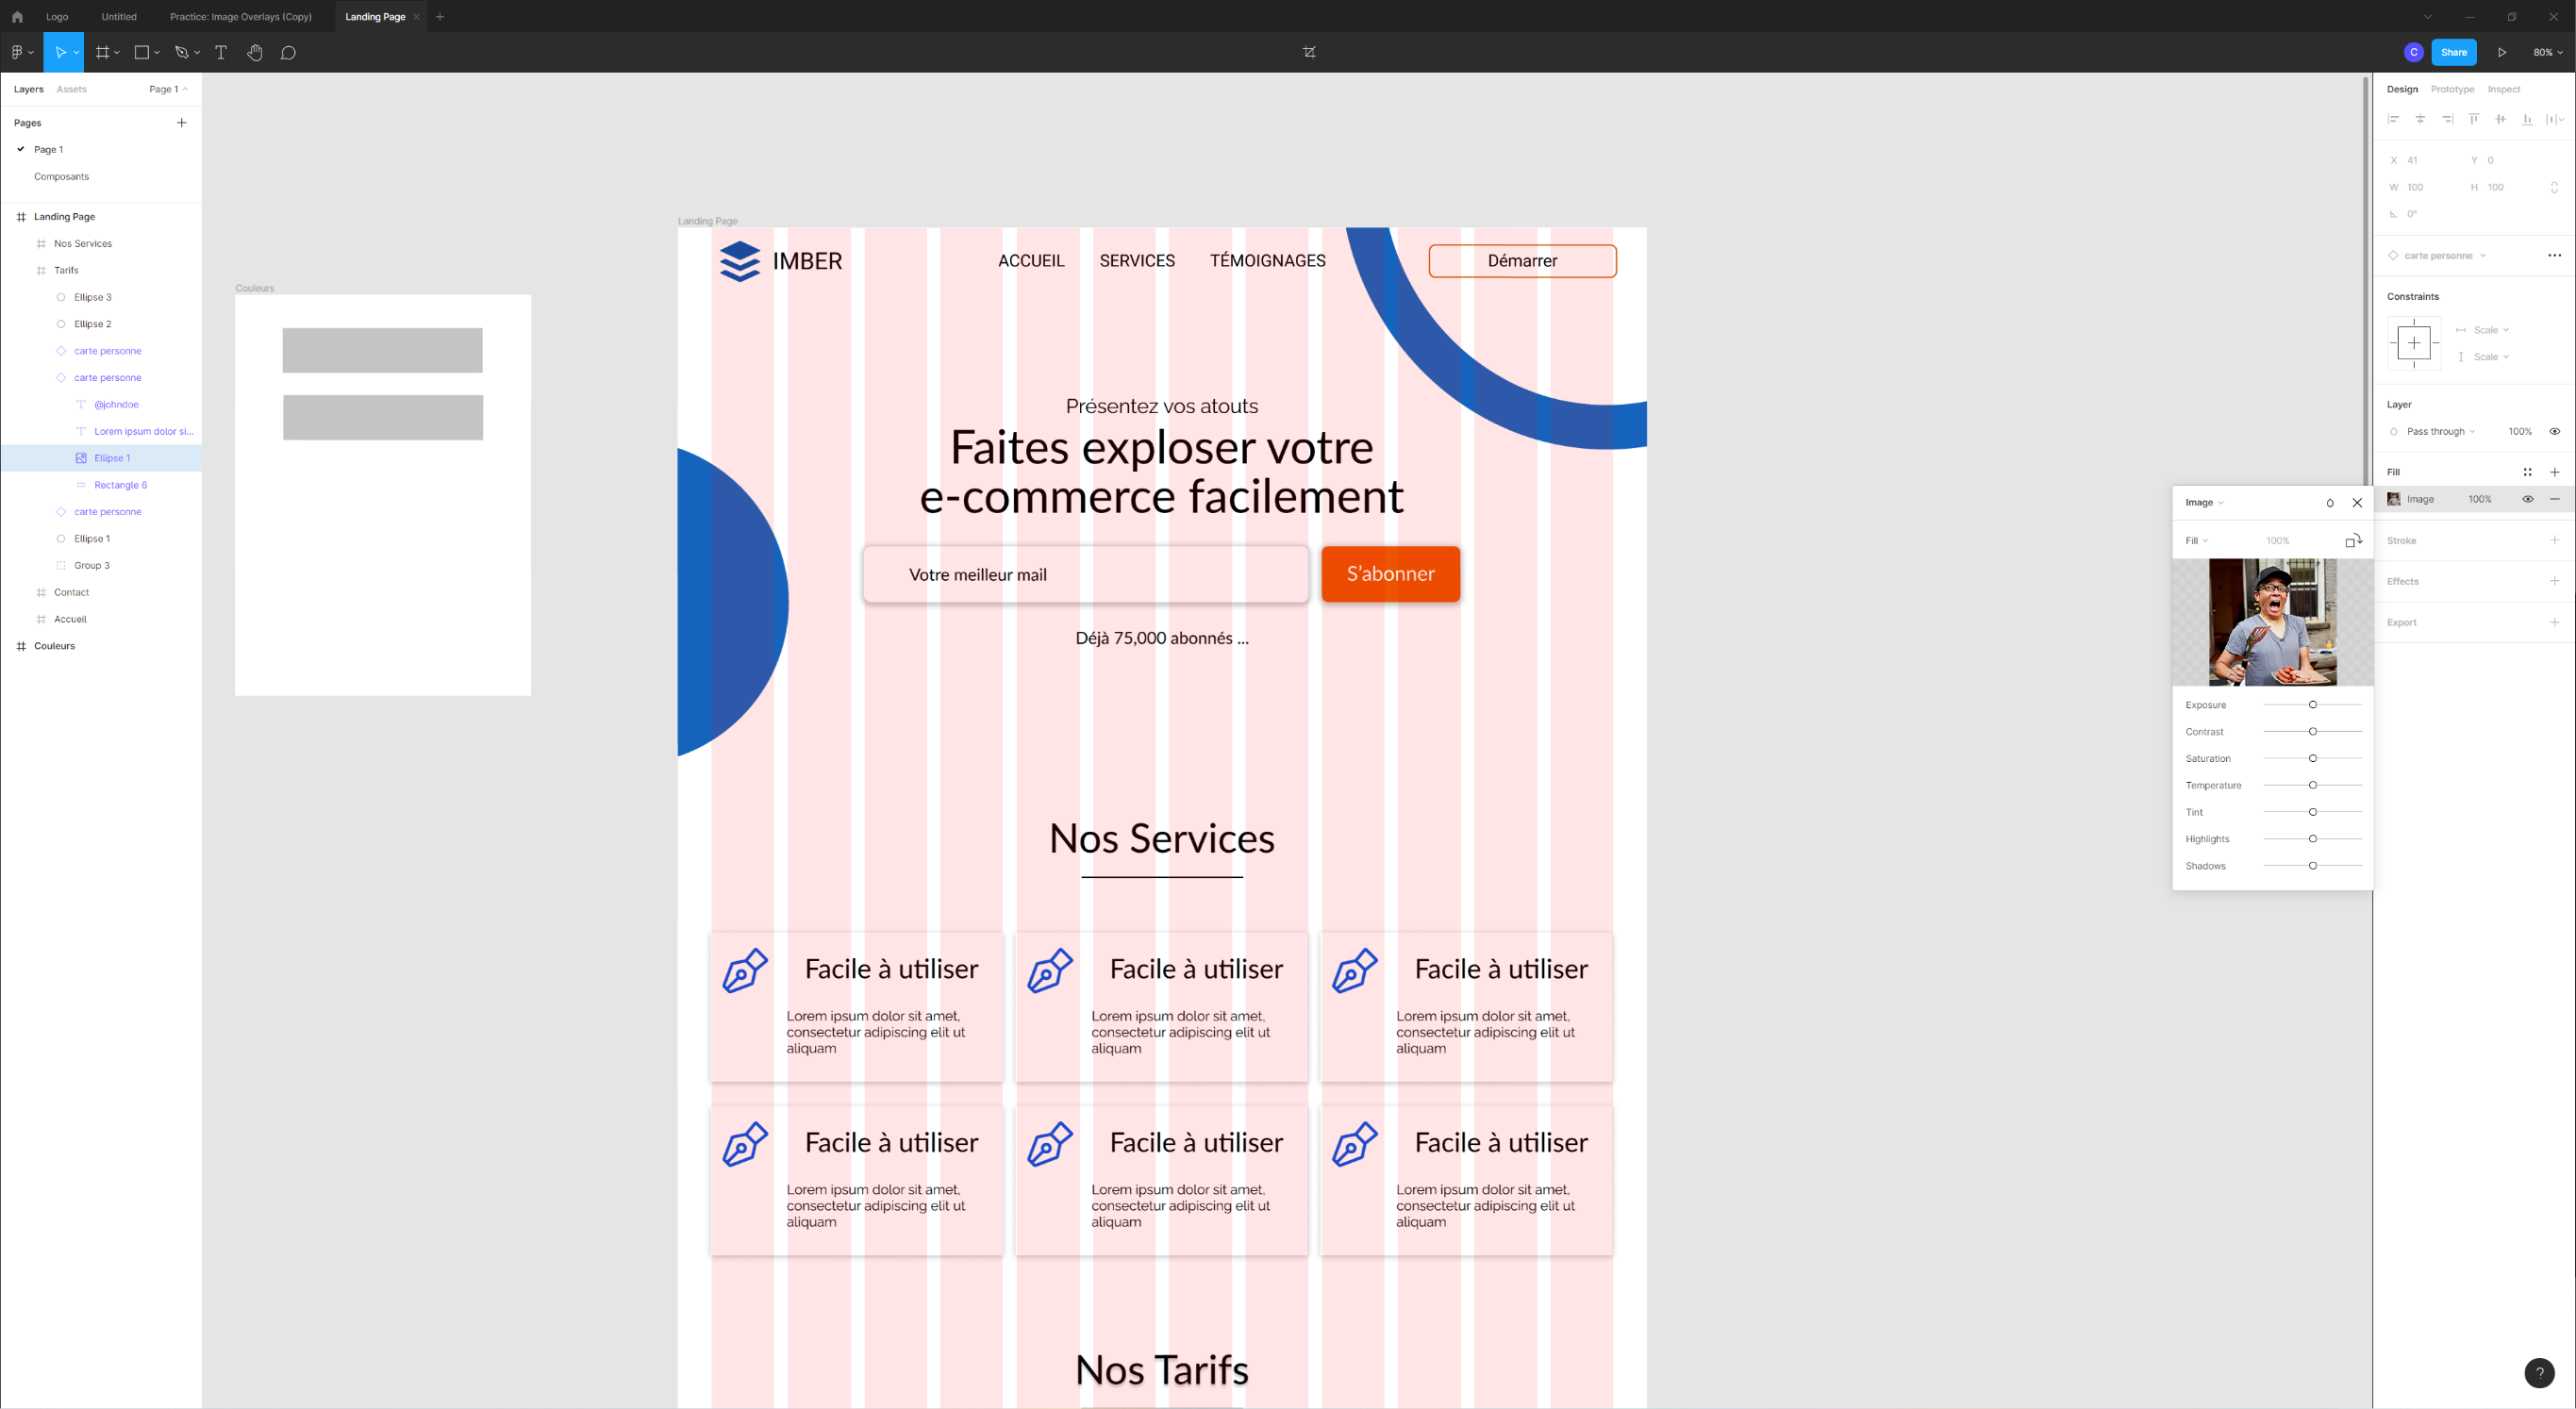 Logo
Untitled
Practice: Image Overlays (Copy)
Landing Page
C
Share
80%
Layers
Assets
Page 1
Pages
Page 1
Composants
Landing Page
Nos Services
Tarifs
Ellipse 3
Ellipse 2
carte personne
carte personne
@johndoe
Lorem ipsum dolor si...
Ellipse 1
Rectangle 6
carte personne
Ellipse 1
Group 3
Contact
Accueil
Couleurs
Couleurs
Landing Page
IMBER
ACCUEIL
SERVICES
TÉMOIGNAGES
Démarrer
Présentez vos atouts
Faites exploser votre
e-commerce facilement
Votre meilleur mail
S'abonner
Déjà 75,000 abonnés ...
Nos Services
Facile à utiliser
Lorem ipsum dolor sit amet,
consectetur adipiscing elit ut
aliquam
Facile à utiliser
Lorem ipsum dolor sit amet,
consectetur adipiscing elit ut
aliquam
Facile à utiliser
Lorem ipsum dolor sit amet,
consectetur adipiscing elit ut
aliquam
Facile à utiliser
Lorem ipsum dolor sit amet,
consectetur adipiscing elit ut
aliquam
Facile à utiliser
Lorem ipsum dolor sit amet,
consectetur adipiscing elit ut
aliquam
Facile à utiliser
Lorem ipsum dolor sit amet,
consectetur adipiscing elit ut
aliquam
Nos Tarifs
Image
Fill
100%
Exposure
Contrast
Saturation
Temperature
Tint
Highlights
Shadows
Design
Prototype
Inspect
X 41
Y 0
W 100
H 100
0°
carte personne
Constraints
Scale
Scale
Layer
Pass through
100%
Fill
Image
100%
Stroke
Effects
Export
?